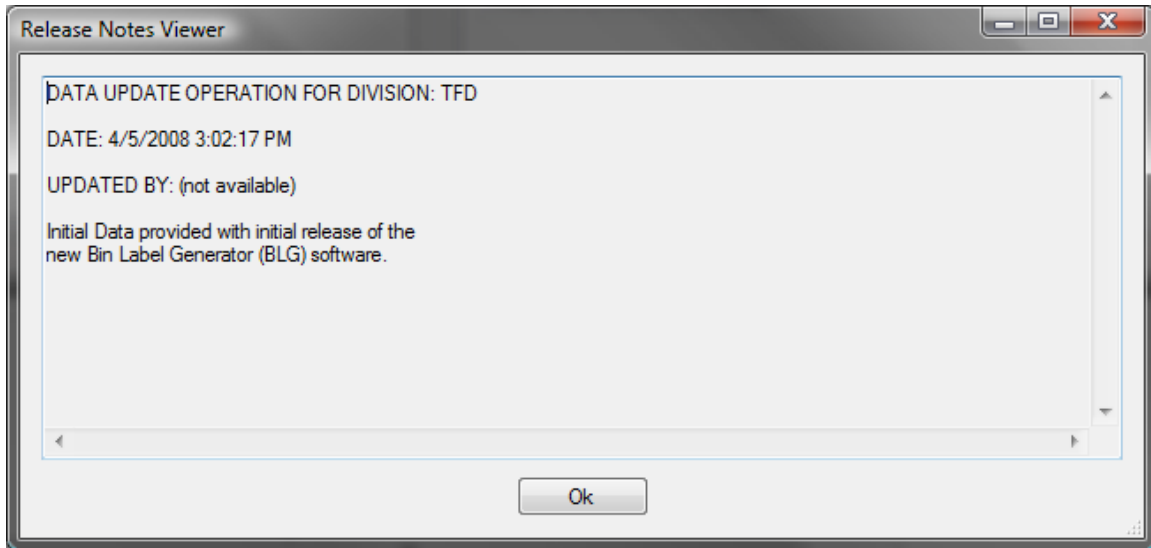 Release Notes Viewer
DATA UPDATE OPERATION FOR DIVISION: TFD
DATE: 4/5/2008 3:02:17 PM
UPDATED BY: (not available)
Initial Data provided with initial release of the
new Bin Label Generator (BLG) software.
Ok